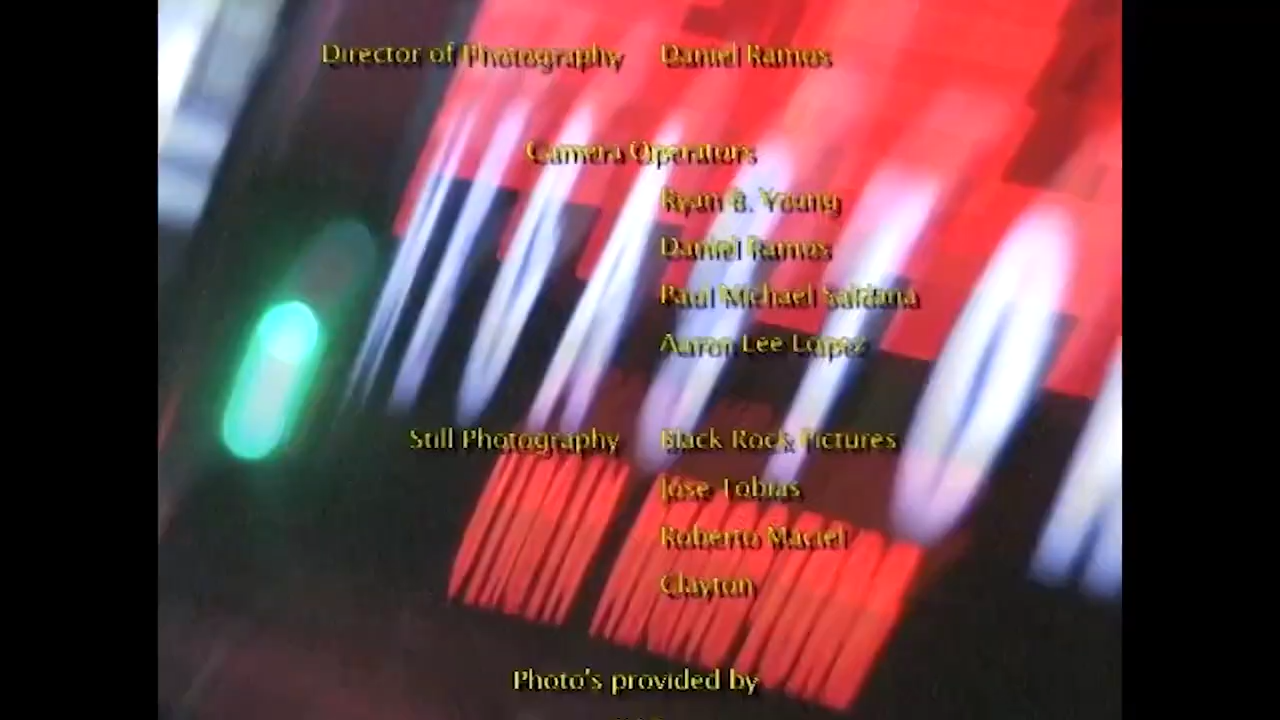 Director of Photography Daniel Ramos
Camera Operators
Ryan B. Young
Daniel Ramos
Paul Michael Saldana
Aaron Lee Lopez
Still Photography Black Rock Pictures
Jose Tobias
Roberto Maciel
Clayton
Photo's provided by